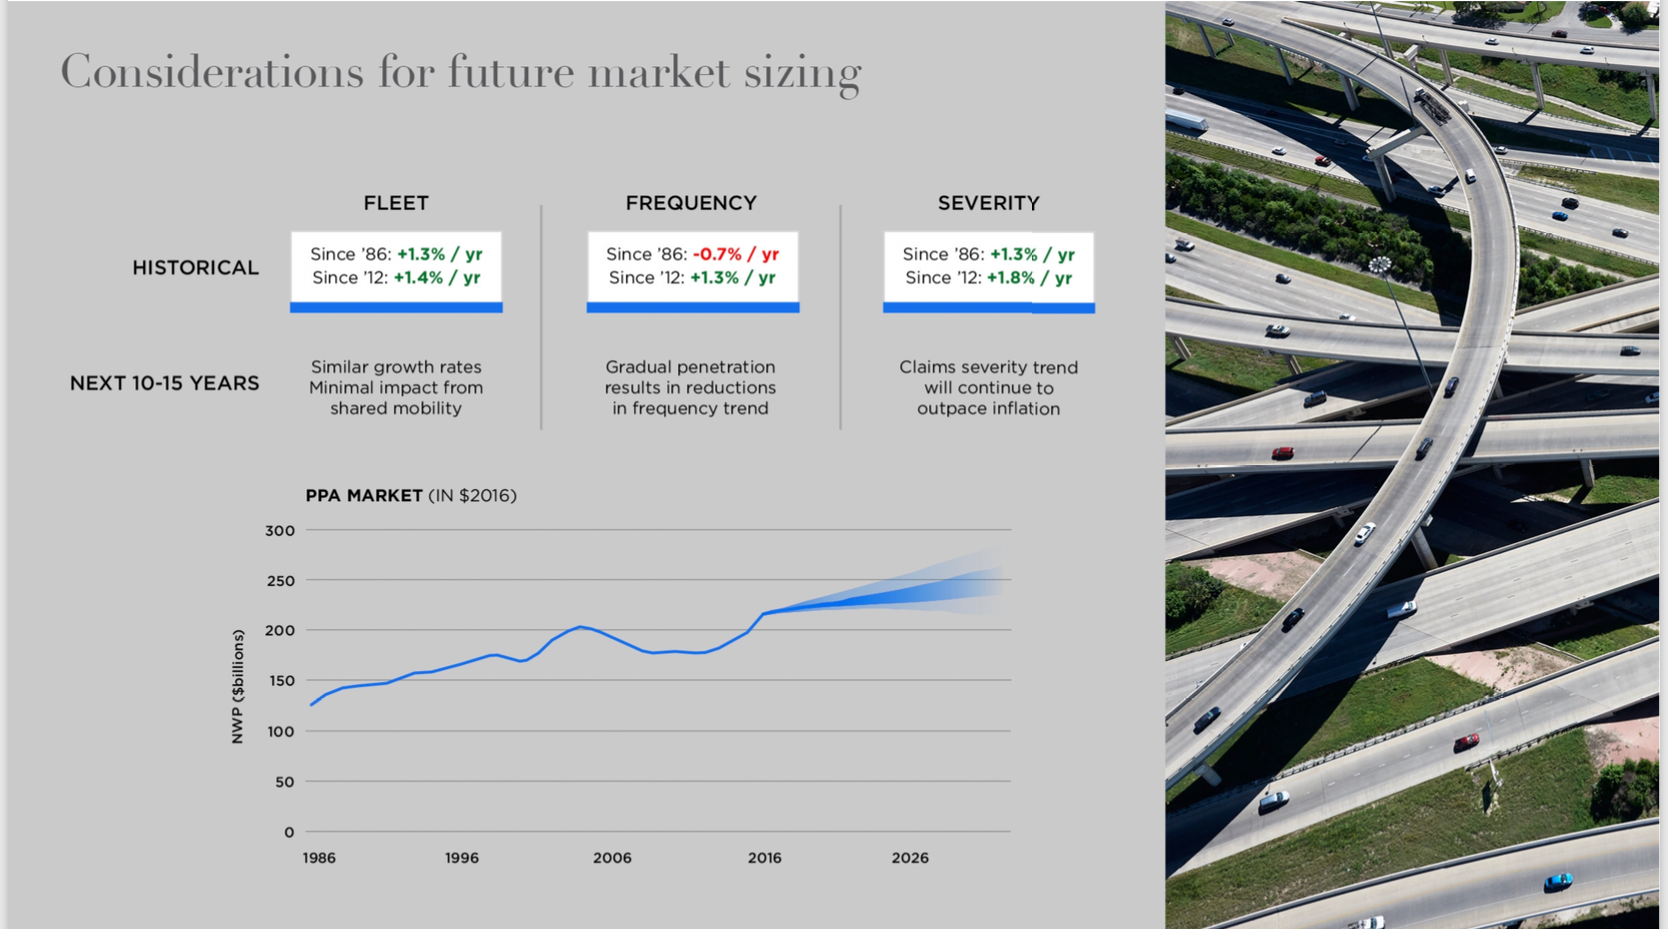 Considerations for future market sizing
FLEET
FREQUENCY
SEVERITY
HISTORICAL
Since ’86: +1.3% / yr
Since ’12: +1.4% / yr
Since ’86: -0.7% / yr
Since ’12: +1.3% / yr
Since ’86: +1.3% / yr
Since ’12: +1.8% / yr
NEXT 10-15 YEARS
Similar growth rates
Minimal impact from
shared mobility
Gradual penetration
results in reductions
in frequency trend
Claims severity trend
will continue to
outpace inflation
PPA MARKET (IN $2016)
NWP ($billions)
300
250
200
150
100
50
0
1986
1996
2006
2016
2026